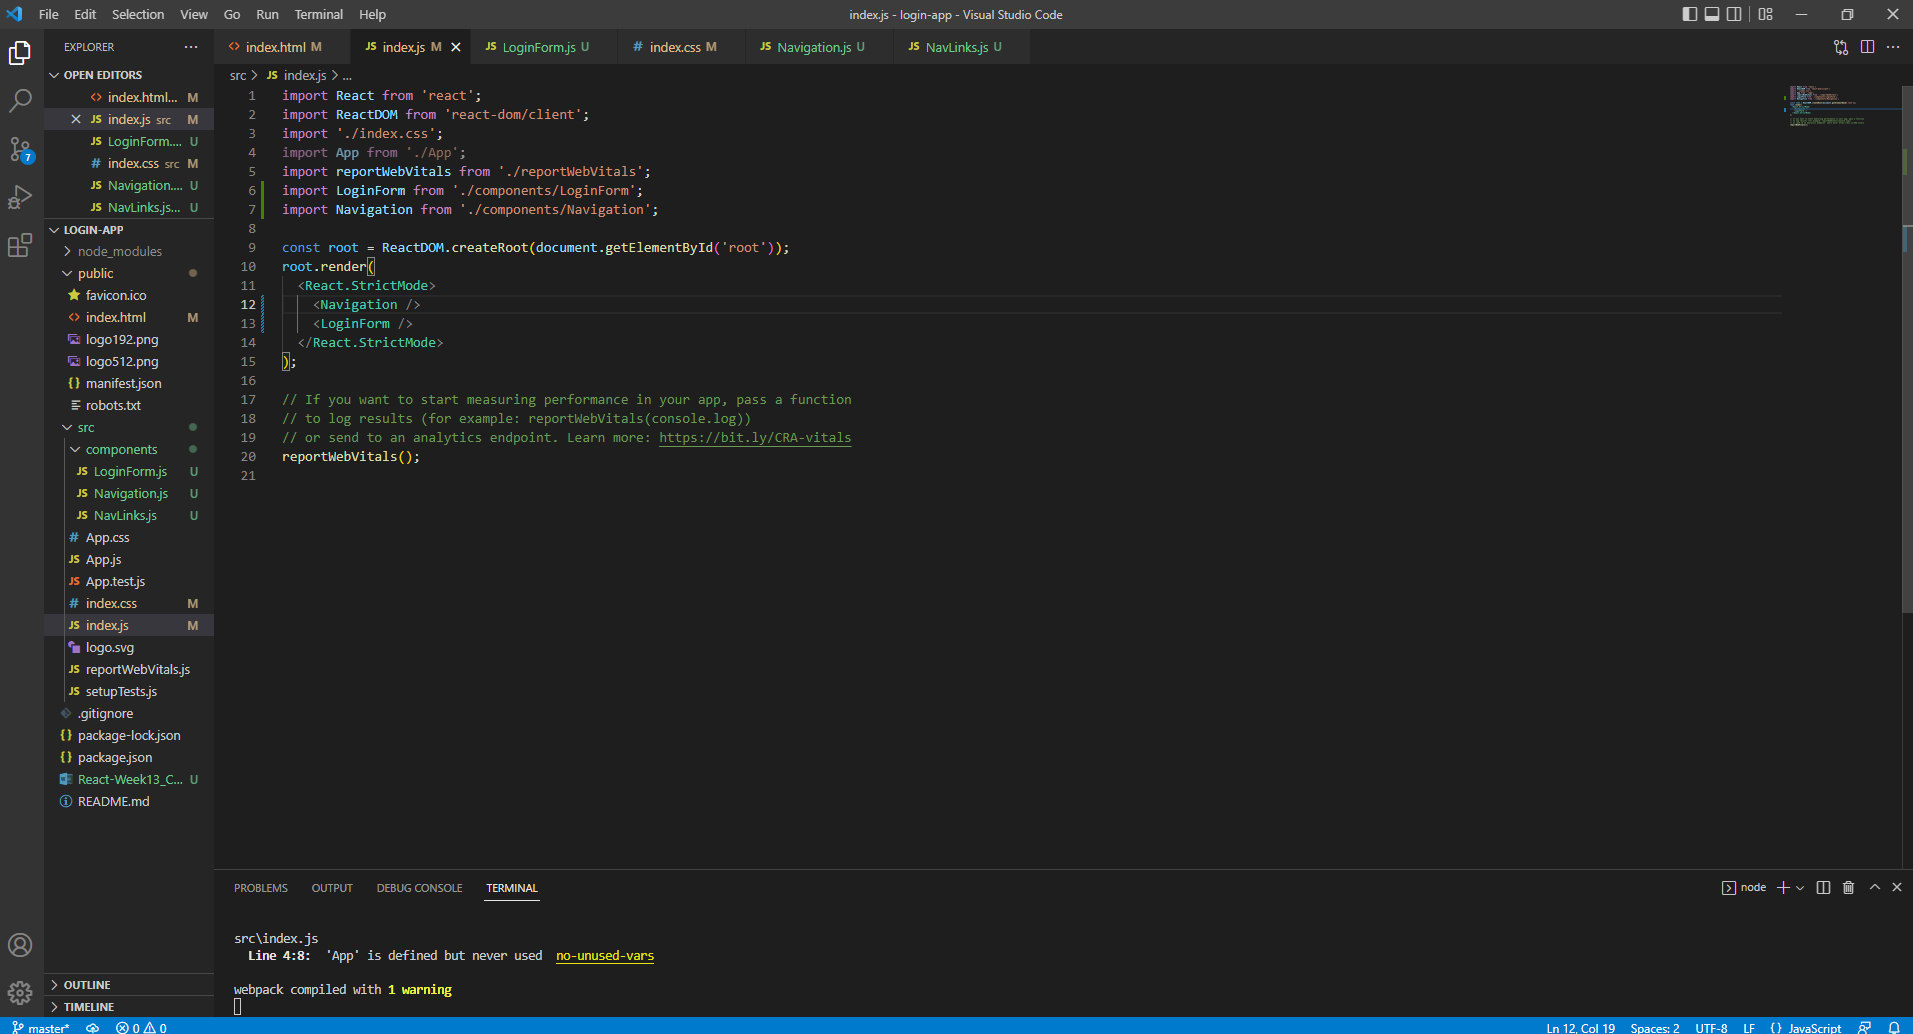 File Edit Selection View Go Run Terminal Help
index.js - login-app - Visual Studio Code
EXPLORER
OPEN EDITORS
index.html... M
index.js src M
LoginForm.... U
index.css src M
Navigation.... U
NavLinks.js... U
LOGIN-APP
node_modules
public
favicon.ico
index.html M
logo192.png
logo512.png
manifest.json
robots.txt
src
components
LoginForm.js U
Navigation.js U
NavLinks.js U
App.css
App.js
App.test.js
index.css M
index.js M
logo.svg
reportWebVitals.js
setupTests.js
.gitignore
package-lock.json
package.json
React-Week13_C... U
README.md
OUTLINE
TIMELINE
7
index.html M index.js M LoginForm.js U index.css M Navigation.js U NavLinks.js U
src > JS index.js > ...
1 import React from 'react';
2 import ReactDOM from 'react-dom/client';
3 import './index.css';
4 import App from './App';
5 import reportWebVitals from './reportWebVitals';
6 import LoginForm from './components/LoginForm';
7 import Navigation from './components/Navigation';
8
9 const root = ReactDOM.createRoot(document.getElementById('root'));
10 root.render(
11 <React.StrictMode>
12 <Navigation />
13 <LoginForm />
14 </React.StrictMode>
15 );
16
17 // If you want to start measuring performance in your app, pass a function
18 // to log results (for example: reportWebVitals(console.log))
19 // or send to an analytics endpoint. Learn more: https://bit.ly/CRA-vitals
20 reportWebVitals();
21
PROBLEMS OUTPUT DEBUG CONSOLE TERMINAL
node
src\index.js
Line 4:8: 'App' is defined but never used no-unused-vars
webpack compiled with 1 warning
master* 0 0
Ln 12, Col 19 Spaces: 2 UTF-8 LF {} JavaScript